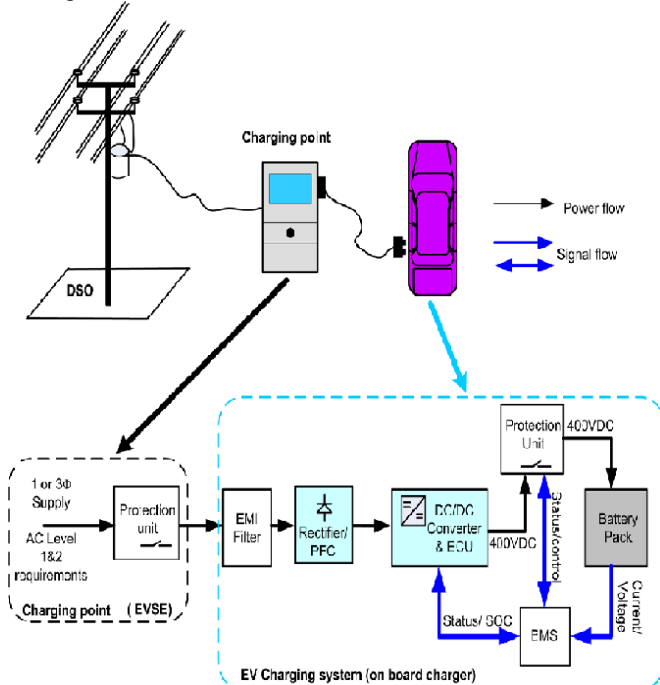 Charging point
Power flow
Signal flow
DSO
Protection
Unit
400VDC
1 or 3Φ
Supply
AC Level
1&2
requirements
Protection
unit
EMI
Filter
Rectifier/
PFC
DC/DC
Converter
& ECU
400VDC
Status/control
Battery
Pack
Current/
Voltage
Status/ SOC
EMS
Charging point (EVSE)
EV Charging system (on board charger)